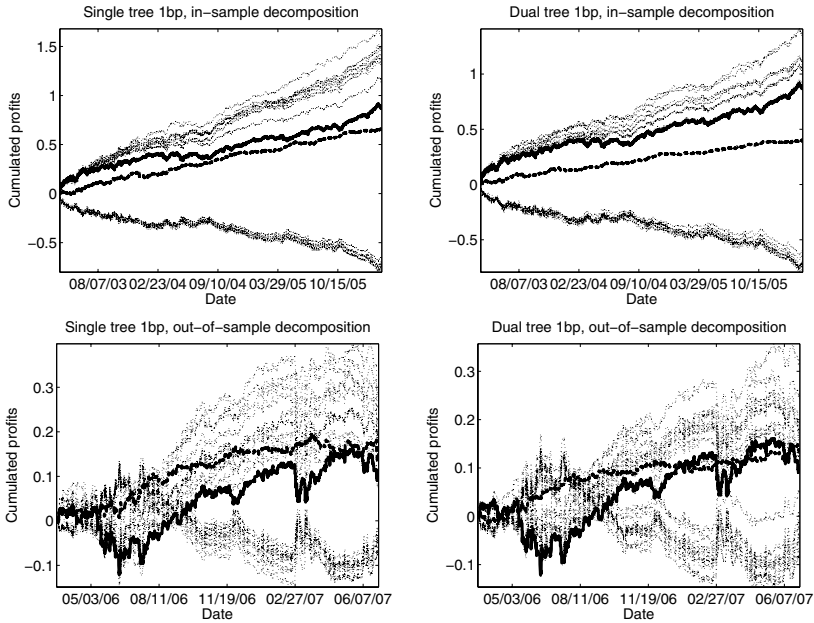 Single tree 1bp, in−sample decomposition
Cumulated profits
1.5
1
0.5
0
−0.5
08/07/03 02/23/04 09/10/04 03/29/05 10/15/05
Date
Dual tree 1bp, in−sample decomposition
Cumulated profits
1
0.5
0
−0.5
08/07/03 02/23/04 09/10/04 03/29/05 10/15/05
Date
Single tree 1bp, out−of−sample decomposition
Cumulated profits
0.3
0.2
0.1
0
−0.1
05/03/06 08/11/06 11/19/06 02/27/07 06/07/07
Date
Dual tree 1bp, out−of−sample decomposition
Cumulated profits
0.3
0.2
0.1
0
−0.1
05/03/06 08/11/06 11/19/06 02/27/07 06/07/07
Date